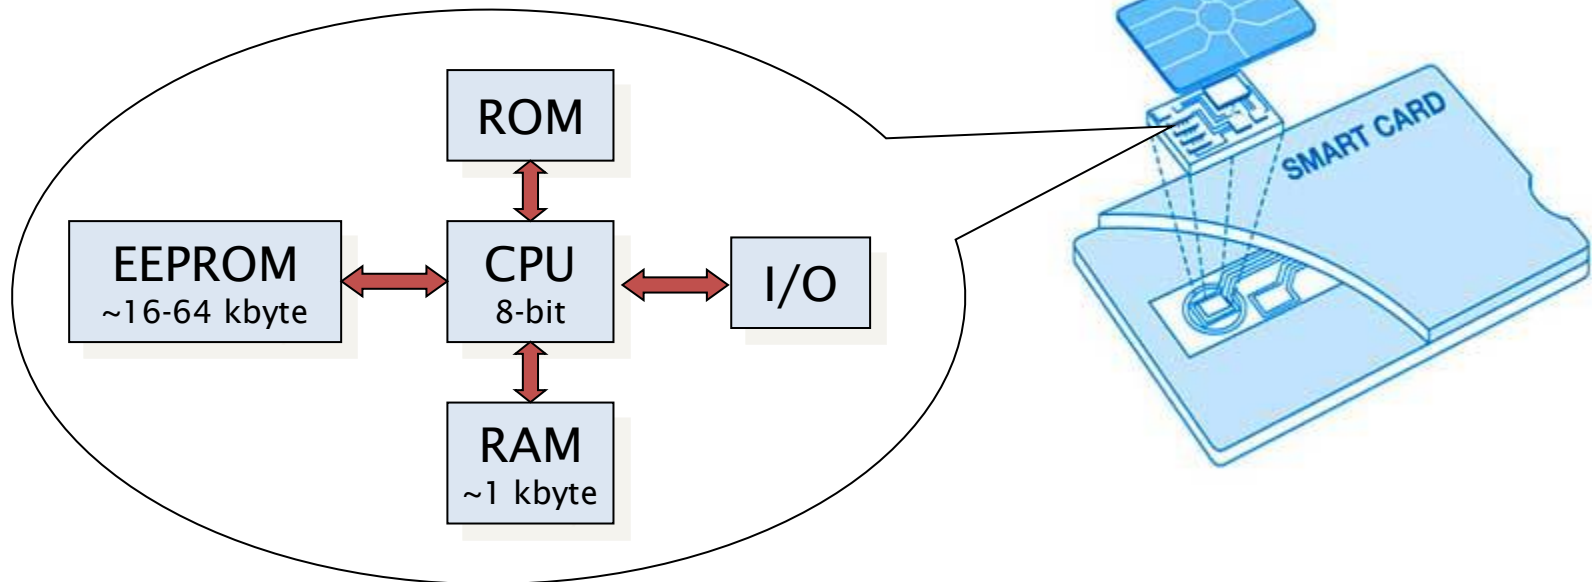 ROM
EEPROM
~16-64 kbyte
CPU
8-bit
I/O
RAM
~1 kbyte
SMART CARD